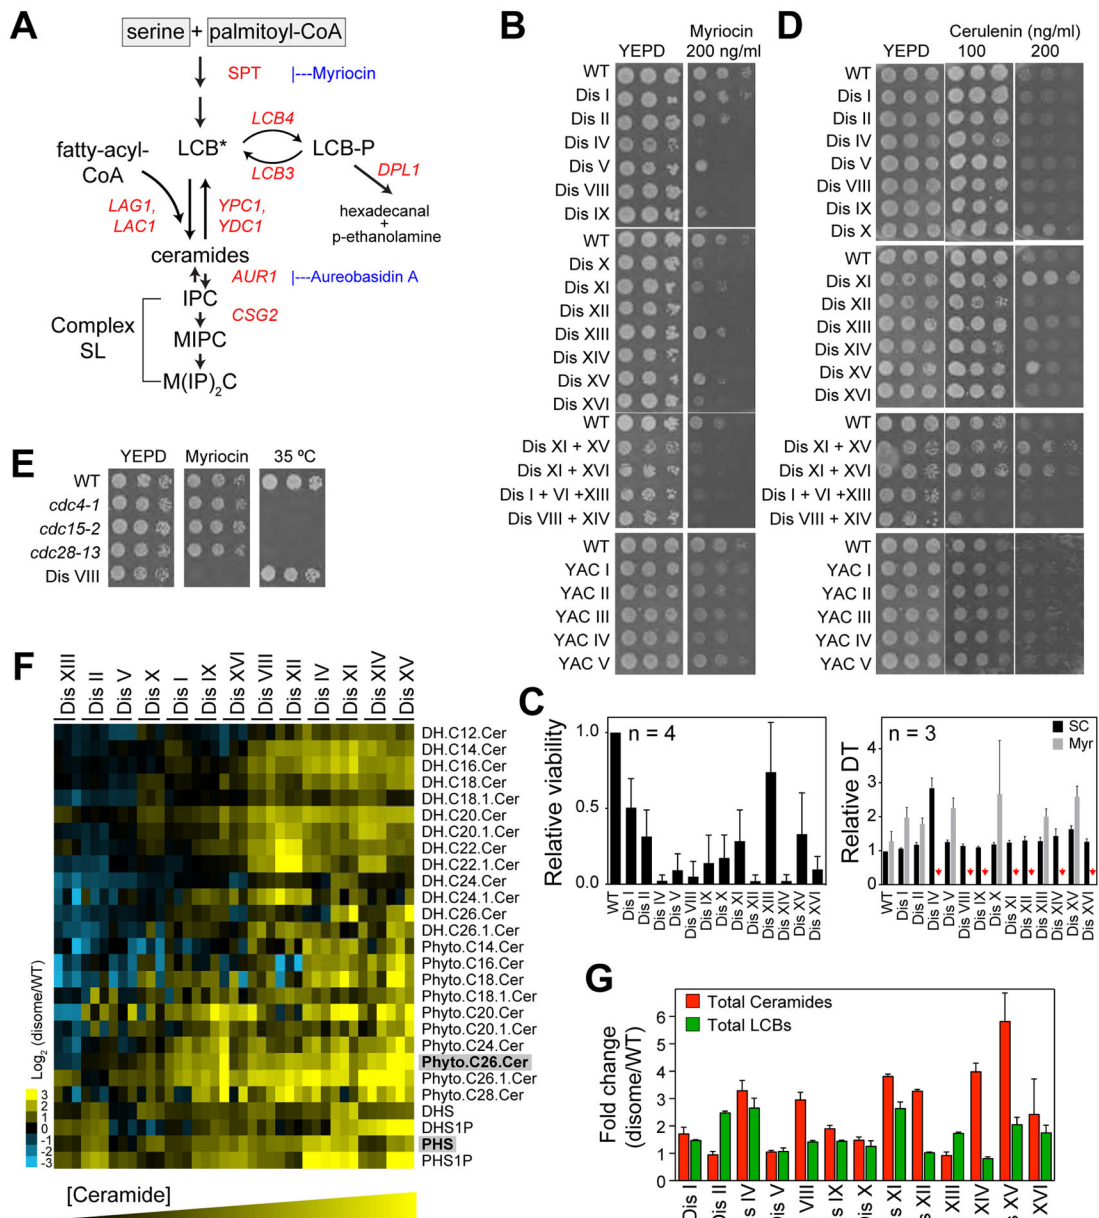 A
serine + palmitoyl-CoA
SPT |---Myriocin
LCB4
fatty-acyl-CoA
LCB* LCB-P
LCB3
DPL1
LAG1, LAC1
YPC1, YDC1
hexadecanal
+
p-ethanolamine
ceramides
AUR1 |---Aureobasidin A
IPC
CSG2
Complex SL
MIPC
M(IP)2C
B
Myriocin
YEPD 200 ng/ml
WT
Dis I
Dis II
Dis IV
Dis V
Dis VIII
Dis IX
WT
Dis X
Dis XI
Dis XII
Dis XIII
Dis XIV
Dis XV
Dis XVI
WT
Dis XI + XV
Dis XI + XVI
Dis I + VI +XIII
Dis VIII + XIV
WT
YAC I
YAC II
YAC III
YAC IV
YAC V
D
Cerulenin (ng/ml)
YEPD 100 200
WT
Dis I
Dis II
Dis IV
Dis V
Dis VIII
Dis IX
Dis X
WT
Dis XI
Dis XII
Dis XIII
Dis XIV
Dis XV
Dis XVI
WT
Dis XI + XV
Dis XI + XVI
Dis I + VI +XIII
Dis VIII + XIV
WT
YAC I
YAC II
YAC III
YAC IV
YAC V
E
YEPD Myriocin 35 ºC
WT
cdc4-1
cdc15-2
cdc28-13
Dis VIII
F
Dis XIII
Dis II
Dis V
Dis X
Dis I
Dis IX
Dis XVI
Dis VIII
Dis XII
Dis IV
Dis XI
Dis XIV
Dis XV
DH.C12.Cer
DH.C14.Cer
DH.C16.Cer
DH.C18.Cer
DH.C18.1.Cer
DH.C20.Cer
DH.C20.1.Cer
DH.C22.Cer
DH.C22.1.Cer
DH.C24.Cer
DH.C24.1.Cer
DH.C26.Cer
DH.C26.1.Cer
Phyto.C14.Cer
Phyto.C16.Cer
Phyto.C18.Cer
Phyto.C18.1.Cer
Phyto.C20.Cer
Phyto.C20.1.Cer
Phyto.C24.Cer
Phyto.C26.Cer
Phyto.C26.1.Cer
Phyto.C28.Cer
DHS
DHS1P
PHS
PHS1P
Log2 (disome/WT)
3
2
1
0
-1
-2
-3
[Ceramide]
C
Relative viability
1.0
0.5
0.0
n = 4
WT
Dis I
Dis II
Dis IV
Dis V
Dis VIII
Dis IX
Dis X
Dis XI
Dis XII
Dis XIII
Dis XIV
Dis XV
Dis XVI
Relative DT
4
3
2
1
0
n = 3
SC
Myr
WT
Dis I
Dis II
Dis IV
Dis V
Dis VIII
Dis IX
Dis X
Dis XI
Dis XII
Dis XIII
Dis XIV
Dis XV
Dis XVI
G
Fold change
(disome/WT)
6
5
4
3
2
1
0
Total Ceramides
Total LCBs
Dis I
Dis II
s IV
Dis V
VIII
s IX
Dis X
s XI
s XII
XIII
XIV
s XV
XVI